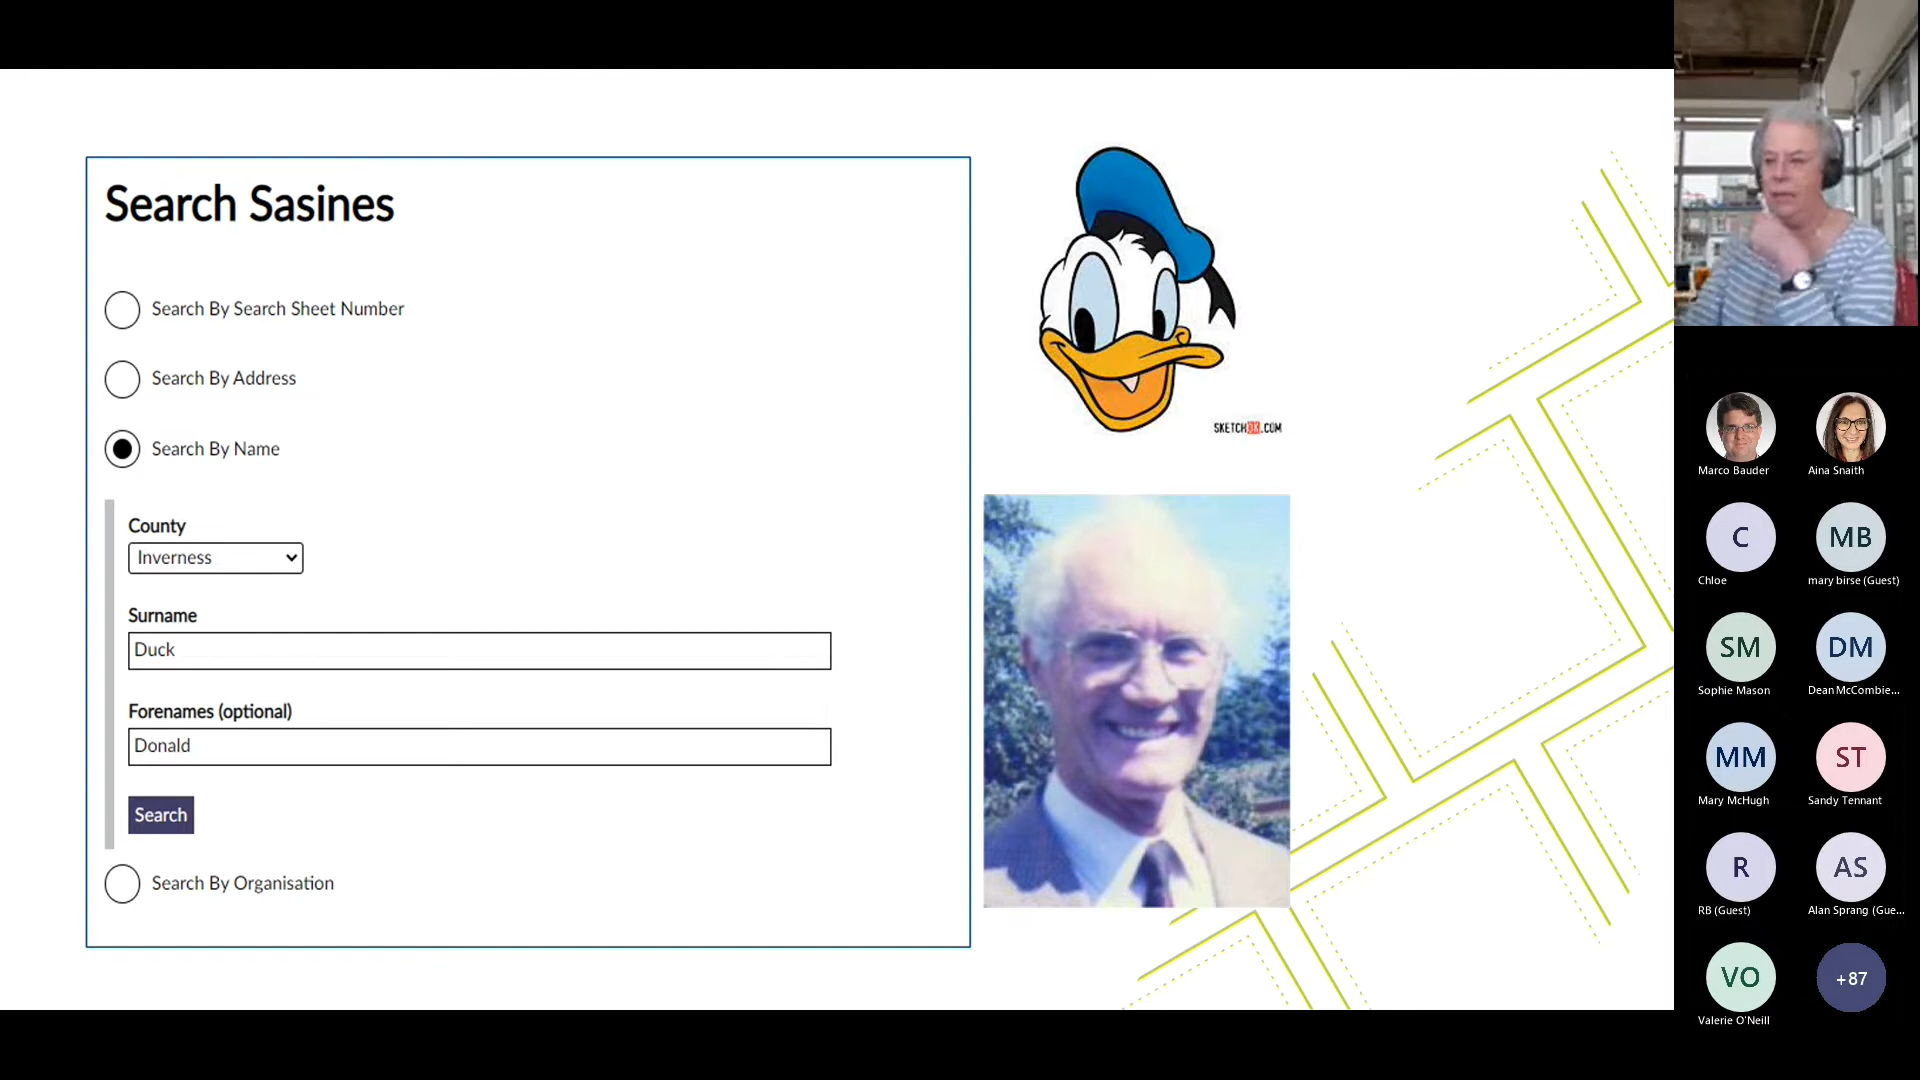 Search Sasines
Search By Search Sheet Number
Search By Address
Search By Name
County
Inverness
Surname
Duck
Forenames (optional)
Donald
Search
Search By Organisation
SKETCHOK.COM
Marco Bauder
Aina Snaith
C
Chloe
MB
mary birse (Guest)
SM
Sophie Mason
DM
Dean McCombie...
MM
Mary McHugh
ST
Sandy Tennant
R
RB (Guest)
AS
Alan Sprang (Gue...
VO
Valerie O'Neill
+87